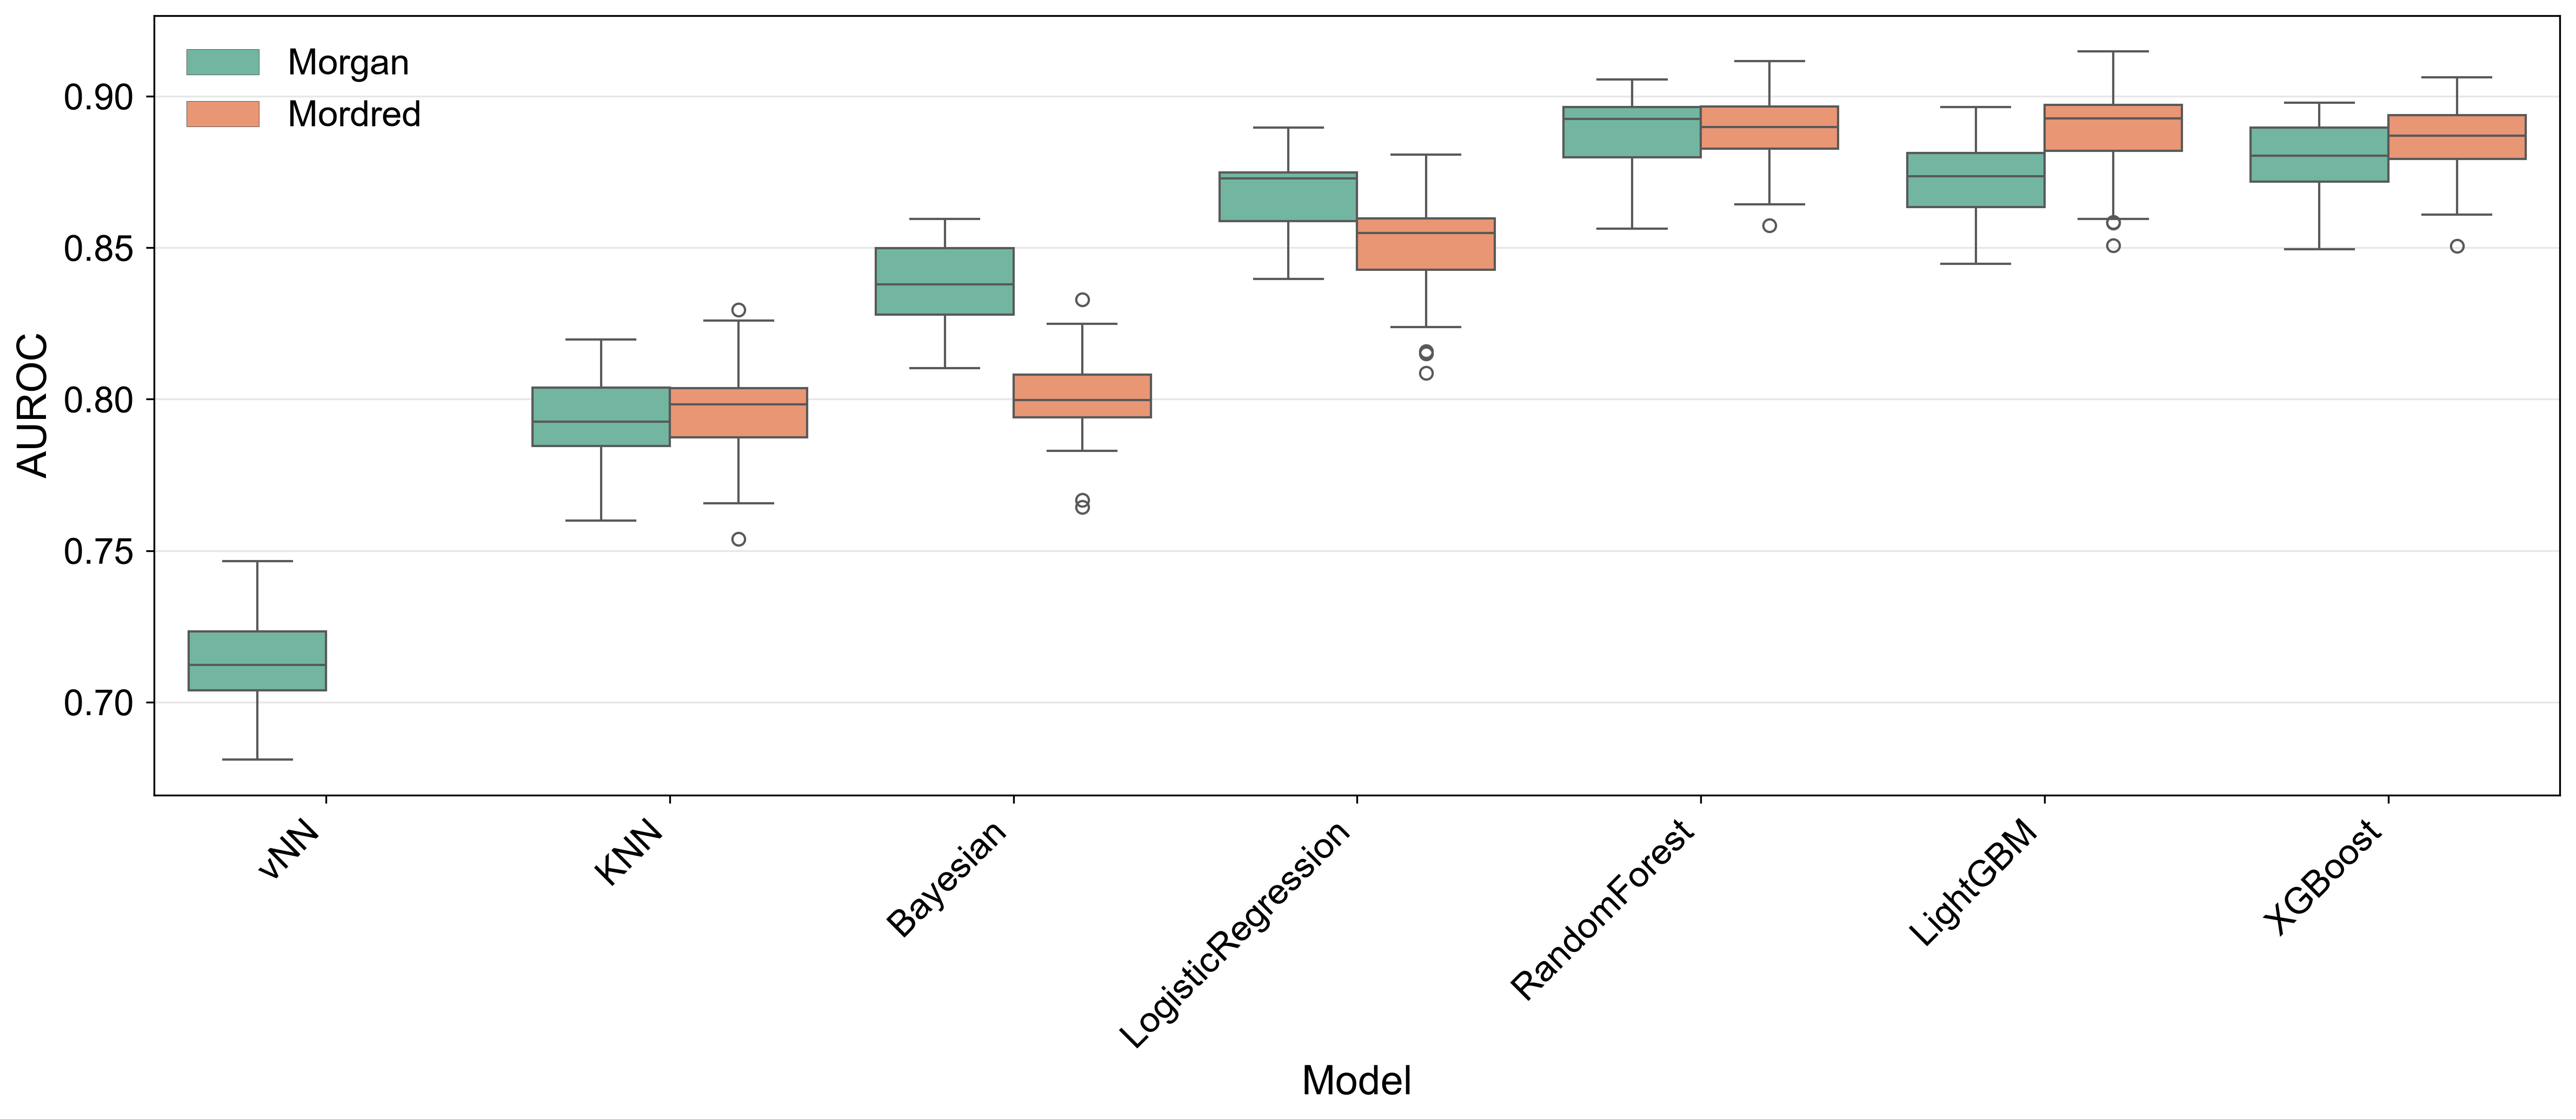 Morgan
Mordred
AUROC
0.90
0.85
0.80
0.75
0.70
vNN
KNN
Bayesian
LogisticRegression
RandomForest
LightGBM
XGBoost
Model